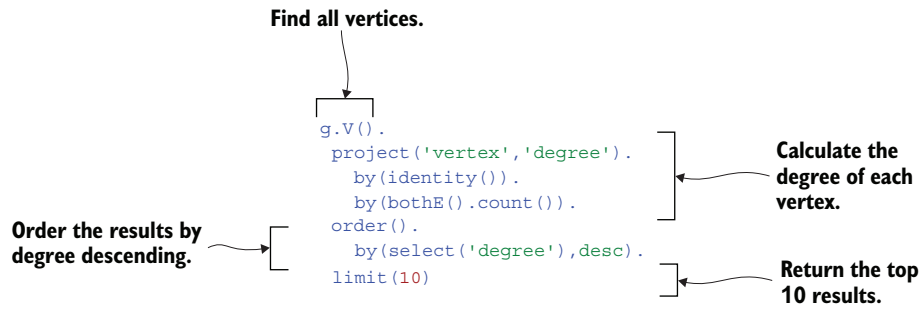 Find all vertices.
g.V().
project('vertex','degree').
by(identity()).
by(bothE().count()).
Calculate the
degree of each
vertex.
order().
by(select('degree'),desc).
Order the results by
degree descending.
limit(10)
Return the top
10 results.